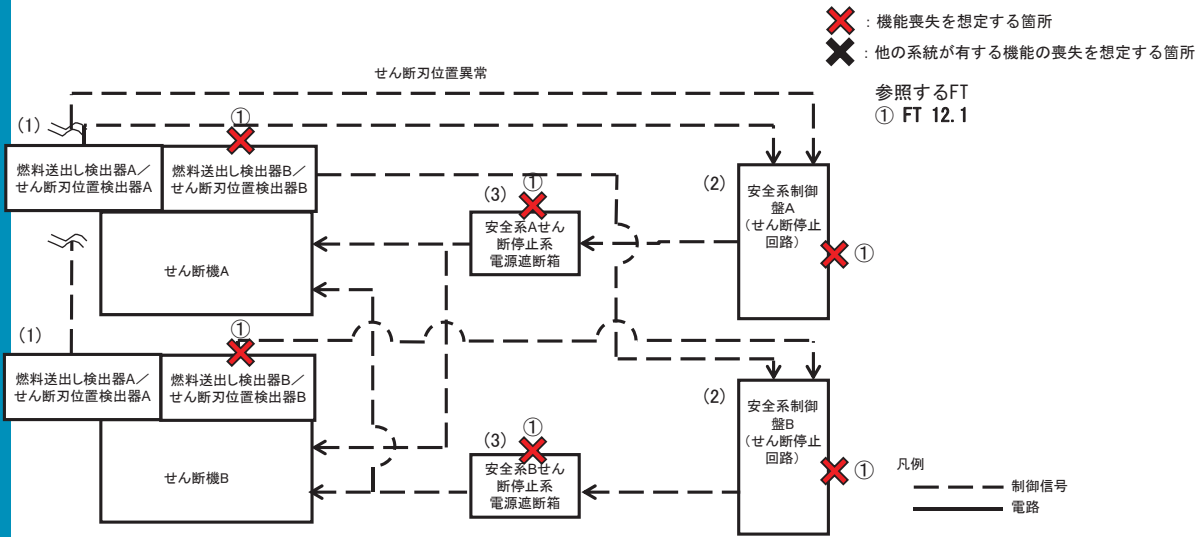 ：機能喪失を想定する箇所
：他の系統が有する機能の喪失を想定する箇所
参照するFT
① FT 12.1
せん断刃位置異常
(1)
①
燃料送出し検出器A／
せん断刃位置検出器A
燃料送出し検出器B／
せん断刃位置検出器B
せん断機A
(3)
①
安全系Aせん
断停止系
電源遮断箱
(2)
安全系制御
盤A
（せん断停止
回路）
①
(1)
①
燃料送出し検出器A／
せん断刃位置検出器A
燃料送出し検出器B／
せん断刃位置検出器B
せん断機B
(3)
①
安全系Bせん
断停止系
電源遮断箱
(2)
安全系制御
盤B
（せん断停止
回路）
①
凡例
制御信号
電路